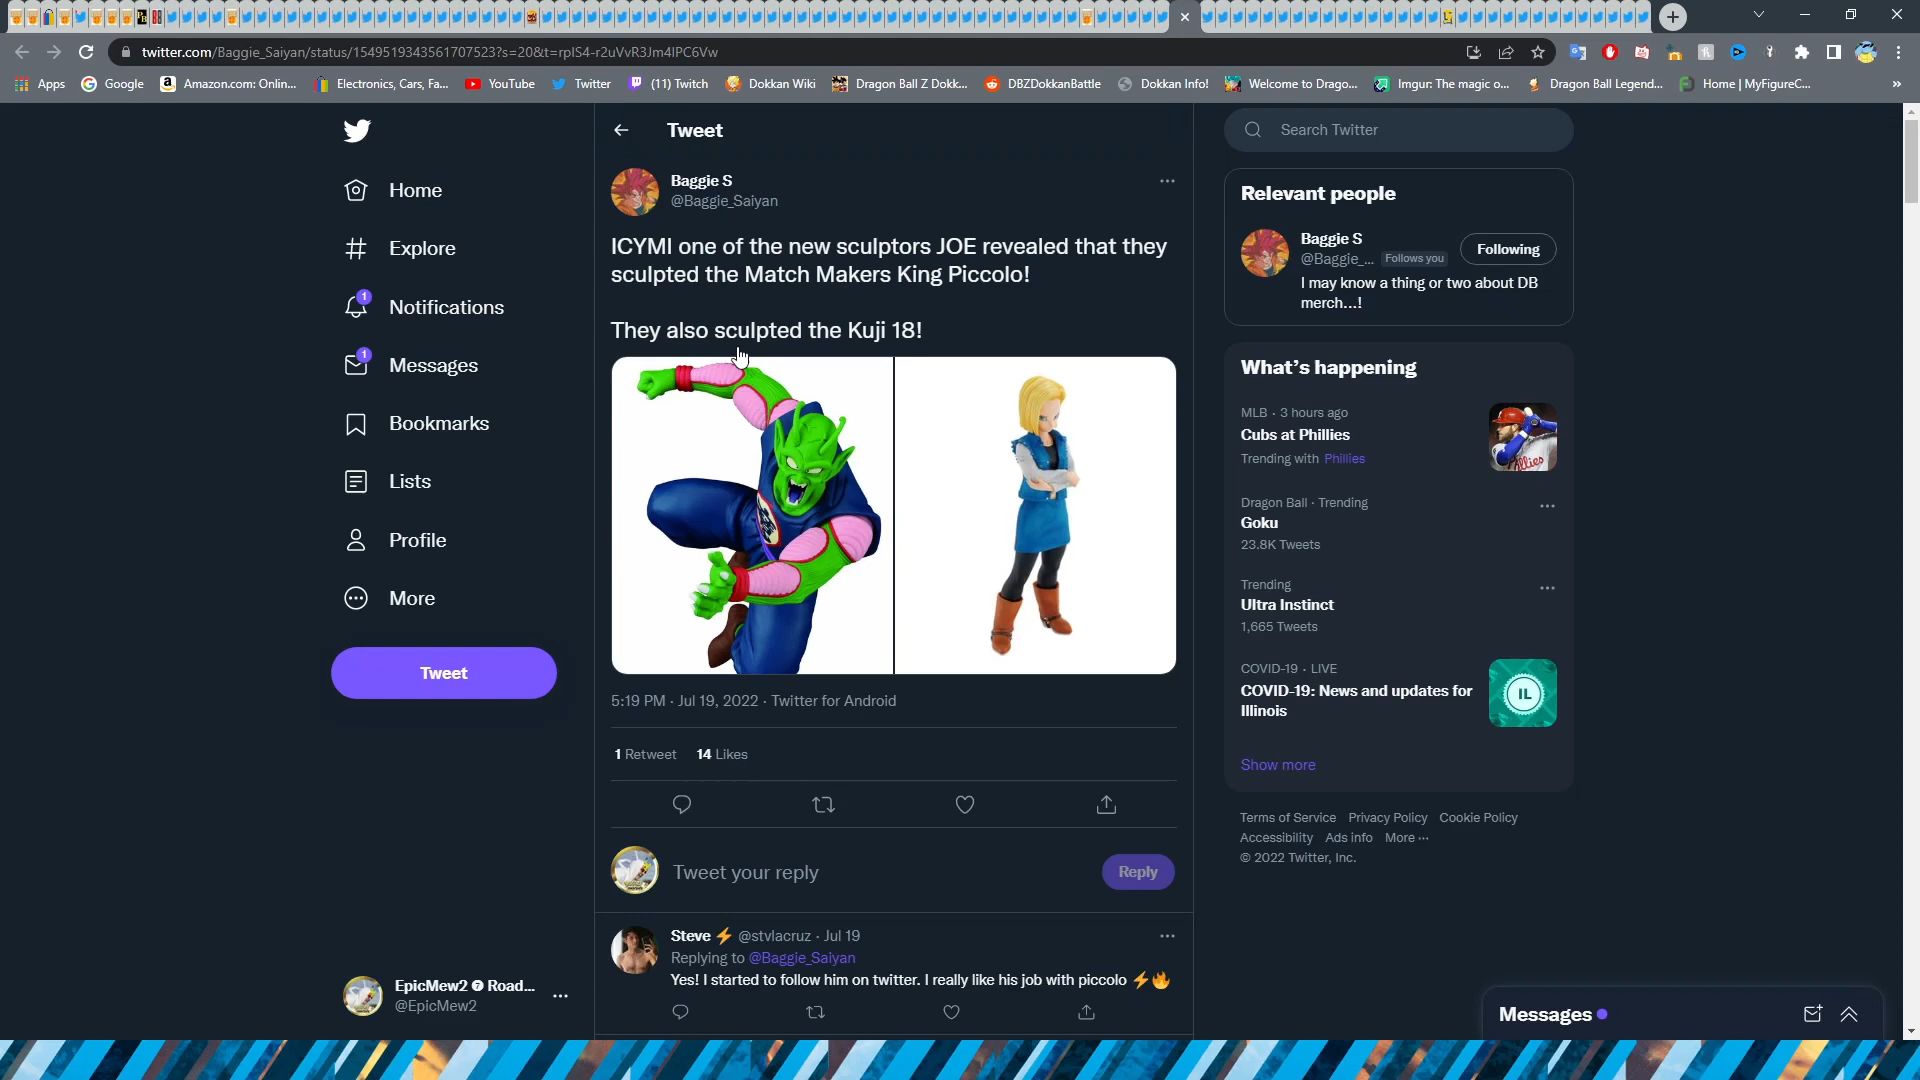 twitter.com/Baggie_Saiyan/status/1549519343561707523?s=20&t=rpIS4-r2uVvR3Jm4IPC6Vw
Apps
Google
Amazon.com: Onlin...
Electronics, Cars, Fa...
YouTube
Twitter
(11) Twitch
Dokkan Wiki
Dragon Ball Z Dokk...
DBZDokkanBattle
Dokkan Info!
Welcome to Drago...
Imgur: The magic o...
Dragon Ball Legend...
Home | MyFigureC...
»
Home
Explore
1
Notifications
1
Messages
Bookmarks
Lists
Profile
More
Tweet
EpicMew2 Road...
@EpicMew2
Tweet
Baggie S
@Baggie_Saiyan
ICYMI one of the new sculptors JOE revealed that they
sculpted the Match Makers King Piccolo!
They also sculpted the Kuji 18!
5:19 PM · Jul 19, 2022 · Twitter for Android
1 Retweet 14 Likes
Tweet your reply
Reply
Steve ⚡ @stvlacruz · Jul 19
Replying to @Baggie_Saiyan
Yes! I started to follow him on twitter. I really like his job with piccolo ⚡🔥
Search Twitter
Relevant people
Baggie S
@Baggie_... Follows you
Following
I may know a thing or two about DB
merch...!
What's happening
MLB · 3 hours ago
Cubs at Phillies
Trending with Phillies
Dragon Ball · Trending
Goku
23.8K Tweets
Trending
Ultra Instinct
1,665 Tweets
COVID-19 · LIVE
COVID-19: News and updates for
Illinois
IL
Show more
Terms of Service Privacy Policy Cookie Policy
Accessibility Ads info More ...
© 2022 Twitter, Inc.
Messages